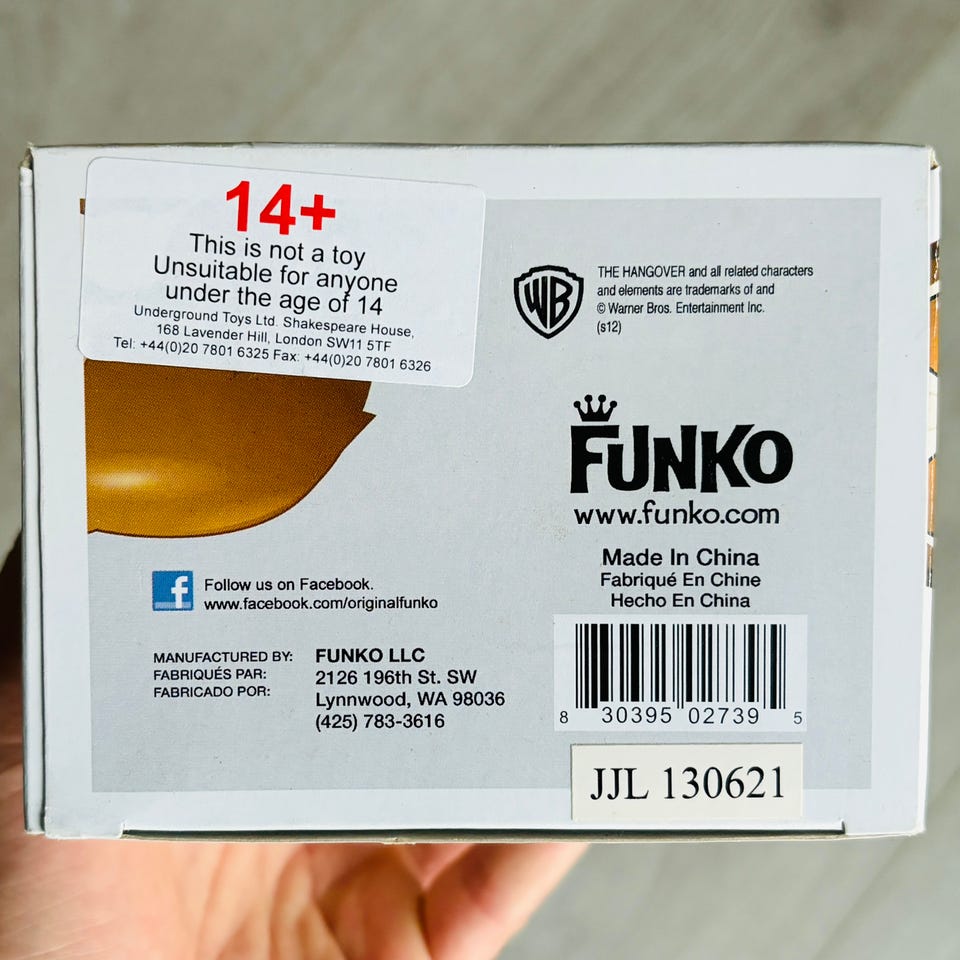 14+
This is not a toy
Unsuitable for anyone
under the age of 14
Underground Toys Ltd. Shakespeare House,
168 Lavender Hill, London SW11 5TF
Tel: +44(0)20 7801 6325 Fax: +44(0)20 7801 6326
WB
THE HANGOVER and all related characters
and elements are trademarks of and
© Warner Bros. Entertainment Inc.
(s12)
FUNKO
www.funko.com
Made In China
Fabriqué En Chine
Hecho En China
f
Follow us on Facebook.
www.facebook.com/originalfunko
MANUFACTURED BY:
FABRIQUÉS PAR:
FABRICADO POR:
FUNKO LLC
2126 196th St. SW
Lynnwood, WA 98036
(425) 783-3616
8 30395 02739 5
JJL 130621